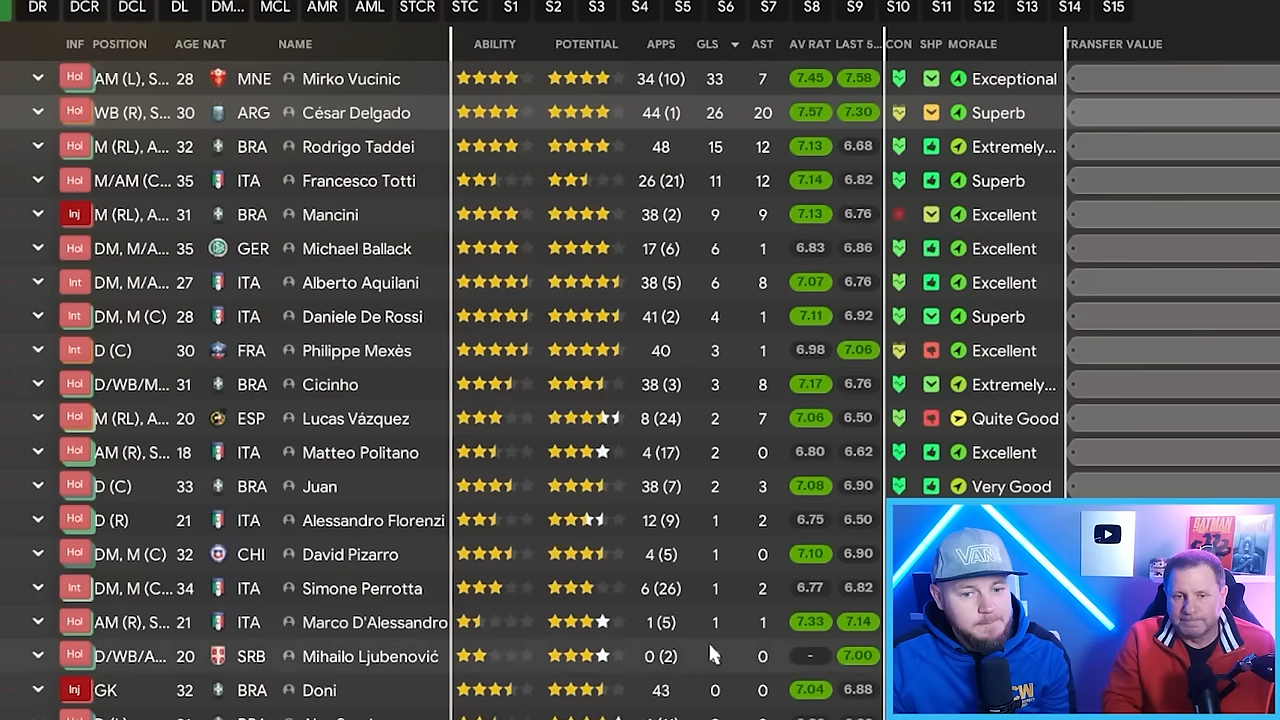 DR DCR DCL DL DM... MCL AMR AML STCR STC S1 S2 S3 S4 S5 S6 S7 S8 S9 S10 S11 S12 S13 S14 S15
INF POSITION AGE NAT NAME ABILITY POTENTIAL APPS GLS AST AV RAT LAST 5... CON SHP MORALE TRANSFER VALUE
Hol AM (L), S... 28 MNE Mirko Vucinic 34 (10) 33 7 7.45 7.58 Exceptional
Hol WB (R), S... 30 ARG César Delgado 44 (1) 26 20 7.57 7.30 Superb
Hol M (RL), A... 32 BRA Rodrigo Taddei 48 15 12 7.13 6.68 Extremely...
Hol M/AM (C... 35 ITA Francesco Totti 26 (21) 11 12 7.14 6.82 Superb
Inj M (RL), A... 31 BRA Mancini 38 (2) 9 9 7.13 6.76 Excellent
Hol DM, M/A... 35 GER Michael Ballack 17 (6) 6 1 6.83 6.86 Excellent
Int DM, M/A... 27 ITA Alberto Aquilani 38 (5) 6 8 7.07 6.76 Excellent
Int DM, M (C) 28 ITA Daniele De Rossi 41 (2) 4 1 7.11 6.92 Superb
Int D (C) 30 FRA Philippe Mexès 40 3 1 6.98 7.06 Excellent
Hol D/WB/M... 31 BRA Cicinho 38 (3) 3 8 7.17 6.76 Extremely...
Hol M (RL), A... 20 ESP Lucas Vázquez 8 (24) 2 7 7.06 6.50 Quite Good
Hol AM (R), S... 18 ITA Matteo Politano 4 (17) 2 0 6.80 6.62 Excellent
Hol D (C) 33 BRA Juan 38 (7) 2 3 7.08 6.90 Very Good
Hol D (R) 21 ITA Alessandro Florenzi 12 (9) 1 2 6.75 6.50
Hol DM, M (C) 32 CHI David Pizarro 4 (5) 1 0 7.10 6.90
Int DM, M (C... 34 ITA Simone Perrotta 6 (26) 1 2 6.77 6.82
Hol AM (R), S... 21 ITA Marco D'Alessandro 1 (5) 1 1 7.33 7.14
Hol D/WB/A... 20 SRB Mihailo Ljubenović 0 (2) 0 - 7.00
Inj GK 32 BRA Doni 43 0 0 7.04 6.88
BATMAN
VANS